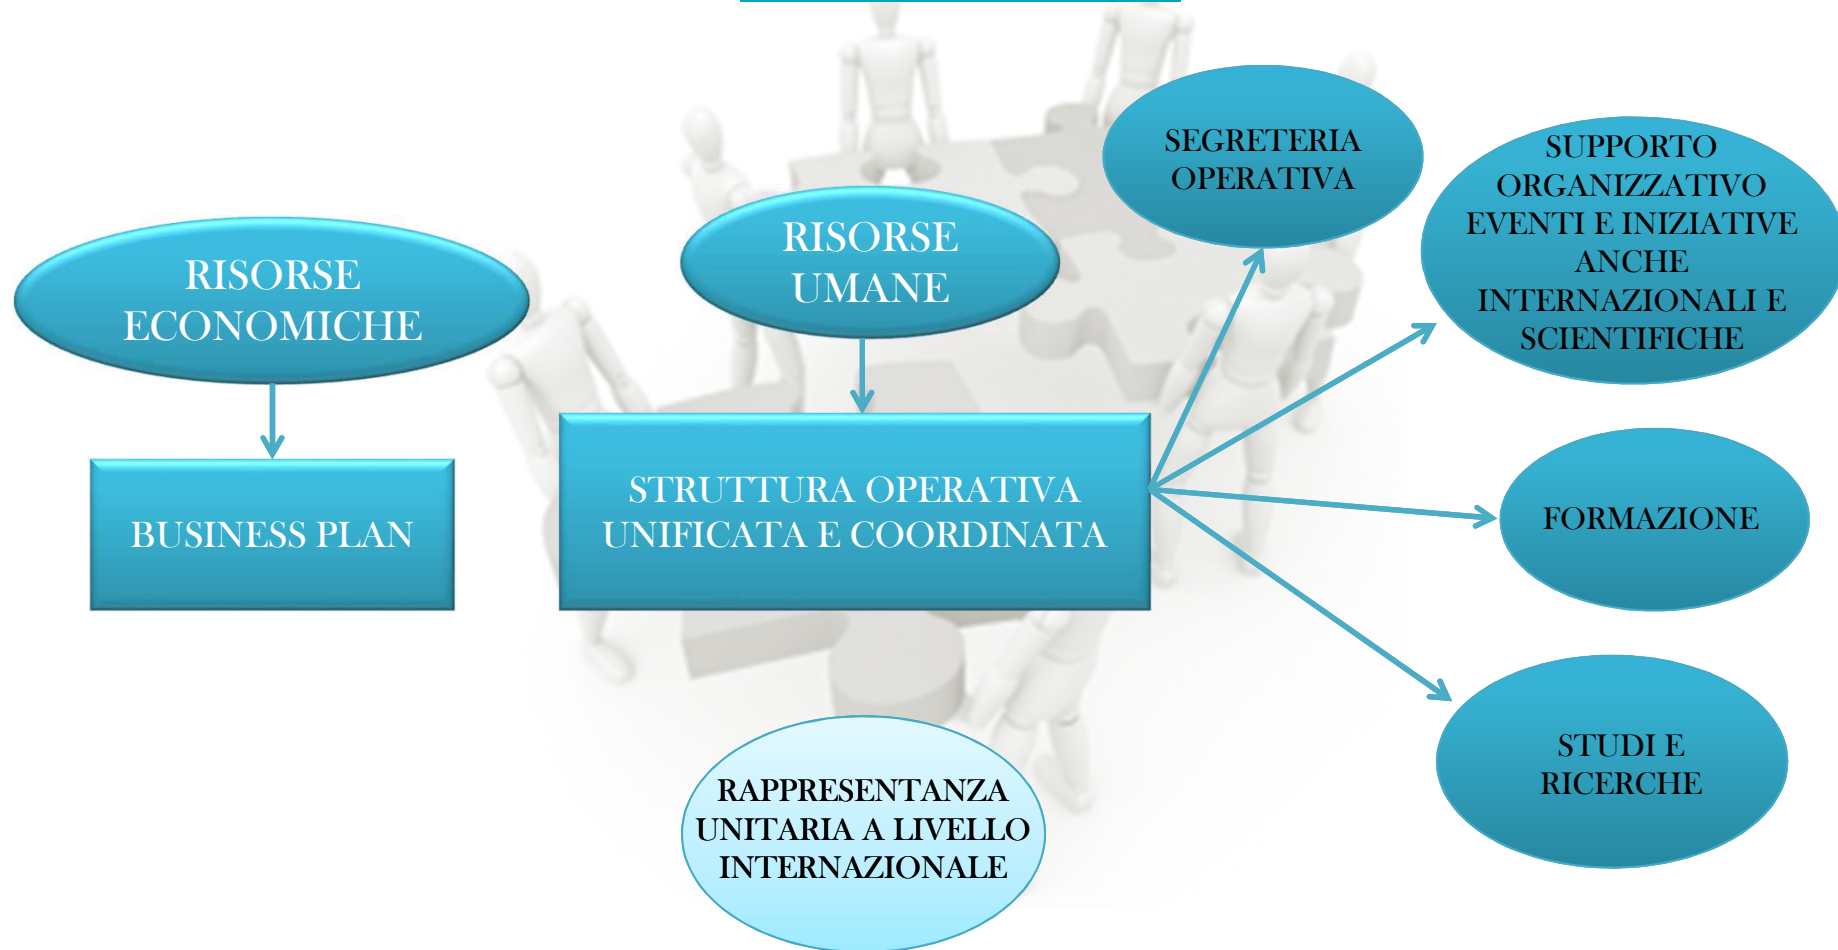 RISORSE
ECONOMICHE
BUSINESS PLAN
RISORSE
UMANE
STRUTTURA OPERATIVA
UNIFICATA E COORDINATA
SEGRETERIA
OPERATIVA
SUPPORTO
ORGANIZZATIVO
EVENTI E INIZIATIVE
ANCHE
INTERNAZIONALI E
SCIENTIFICHE
FORMAZIONE
STUDI E
RICERCHE
RAPPRESENTANZA
UNITARIA A LIVELLO
INTERNAZIONALE